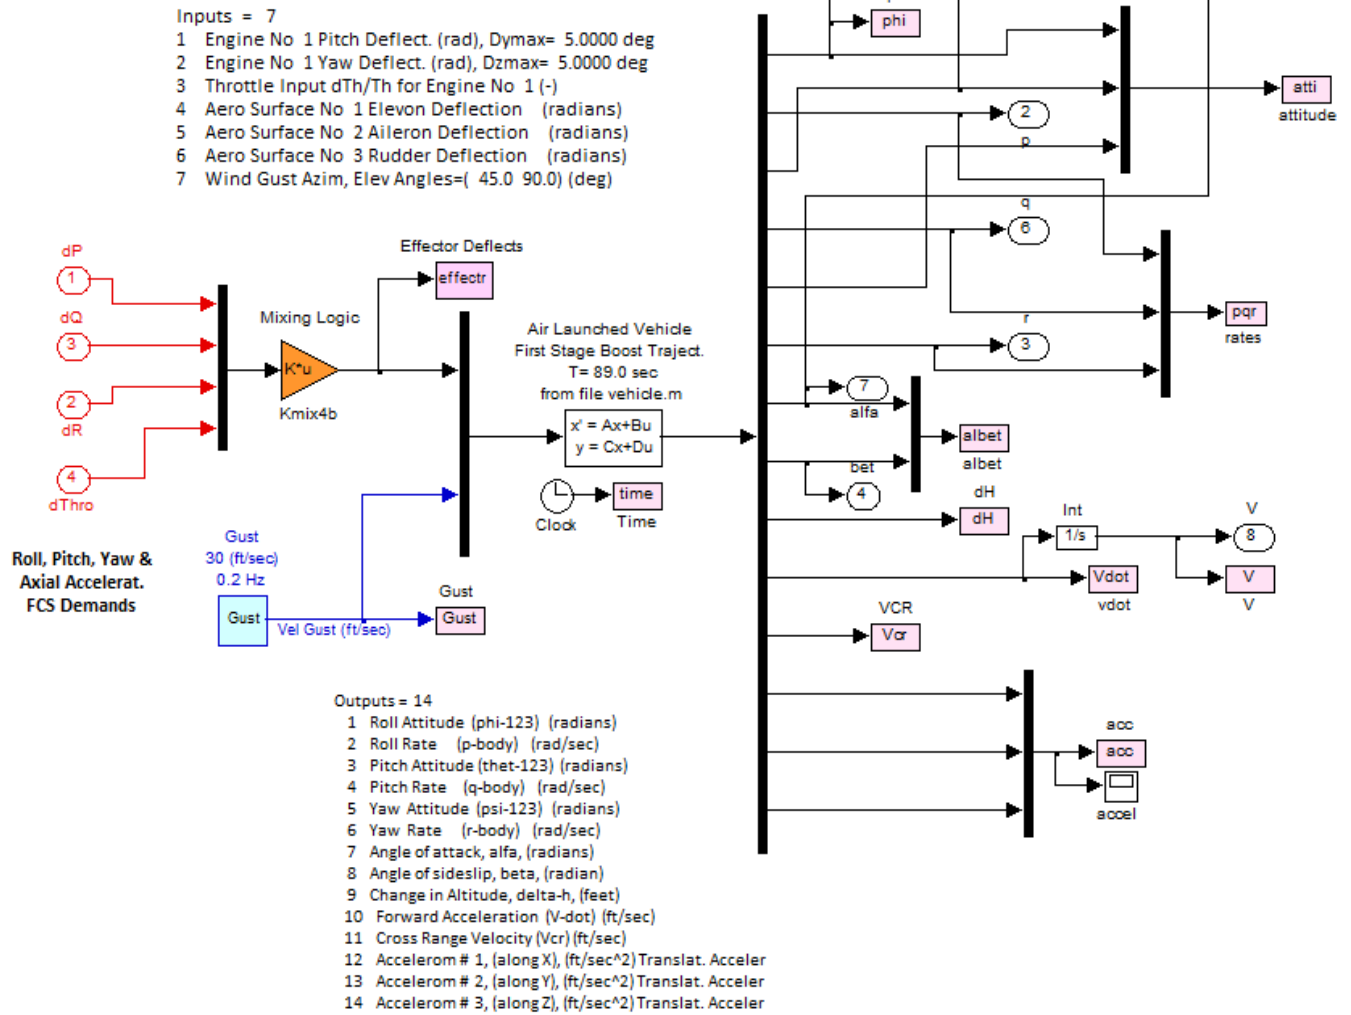 Inputs = 7
1 Engine No 1 Pitch Deflect. (rad), Dymax= 5.0000 deg
2 Engine No 1 Yaw Deflect. (rad), Dzmax= 5.0000 deg
3 Throttle Input dTh/Th for Engine No 1 (-)
4 Aero Surface No 1 Elevon Deflection (radians)
5 Aero Surface No 2 Aileron Deflection (radians)
6 Aero Surface No 3 Rudder Deflection (radians)
7 Wind Gust Azim, Elev Angles=( 45.0 90.0) (deg)
phi
atti
attitude
2
p
q
6
r
3
pqr
rates
dP
1
dQ
3
2
dR
4
dThro
Roll, Pitch, Yaw &
Axial Accelerat.
FCS Demands
Mixing Logic
K*u
Kmix4b
Effector Deflects
effectr
Air Launched Vehicle
First Stage Boost Traject.
T= 89.0 sec
from file vehicle.m
x' = Ax+Bu
y = Cx+Du
Clock
time
Time
Gust
30 (ft/sec)
0.2 Hz
Gust
Vel Gust (ft/sec)
Gust
Gust
7
alfa
bet
4
albet
albet
dH
dH
Int
1/s
V
8
Vdot
vdot
V
V
VCR
Vcr
acc
acc
accel
Outputs = 14
1 Roll Attitude (phi-123) (radians)
2 Roll Rate (p-body) (rad/sec)
3 Pitch Attitude (thet-123) (radians)
4 Pitch Rate (q-body) (rad/sec)
5 Yaw Attitude (psi-123) (radians)
6 Yaw Rate (r-body) (rad/sec)
7 Angle of attack, alfa, (radians)
8 Angle of sideslip, beta, (radian)
9 Change in Altitude, delta-h, (feet)
10 Forward Acceleration (V-dot) (ft/sec)
11 Cross Range Velocity (Vcr) (ft/sec)
12 Accelerom # 1, (along X), (ft/sec^2) Translat. Acceler
13 Accelerom # 2, (along Y), (ft/sec^2) Translat. Acceler
14 Accelerom # 3, (along Z), (ft/sec^2) Translat. Acceler